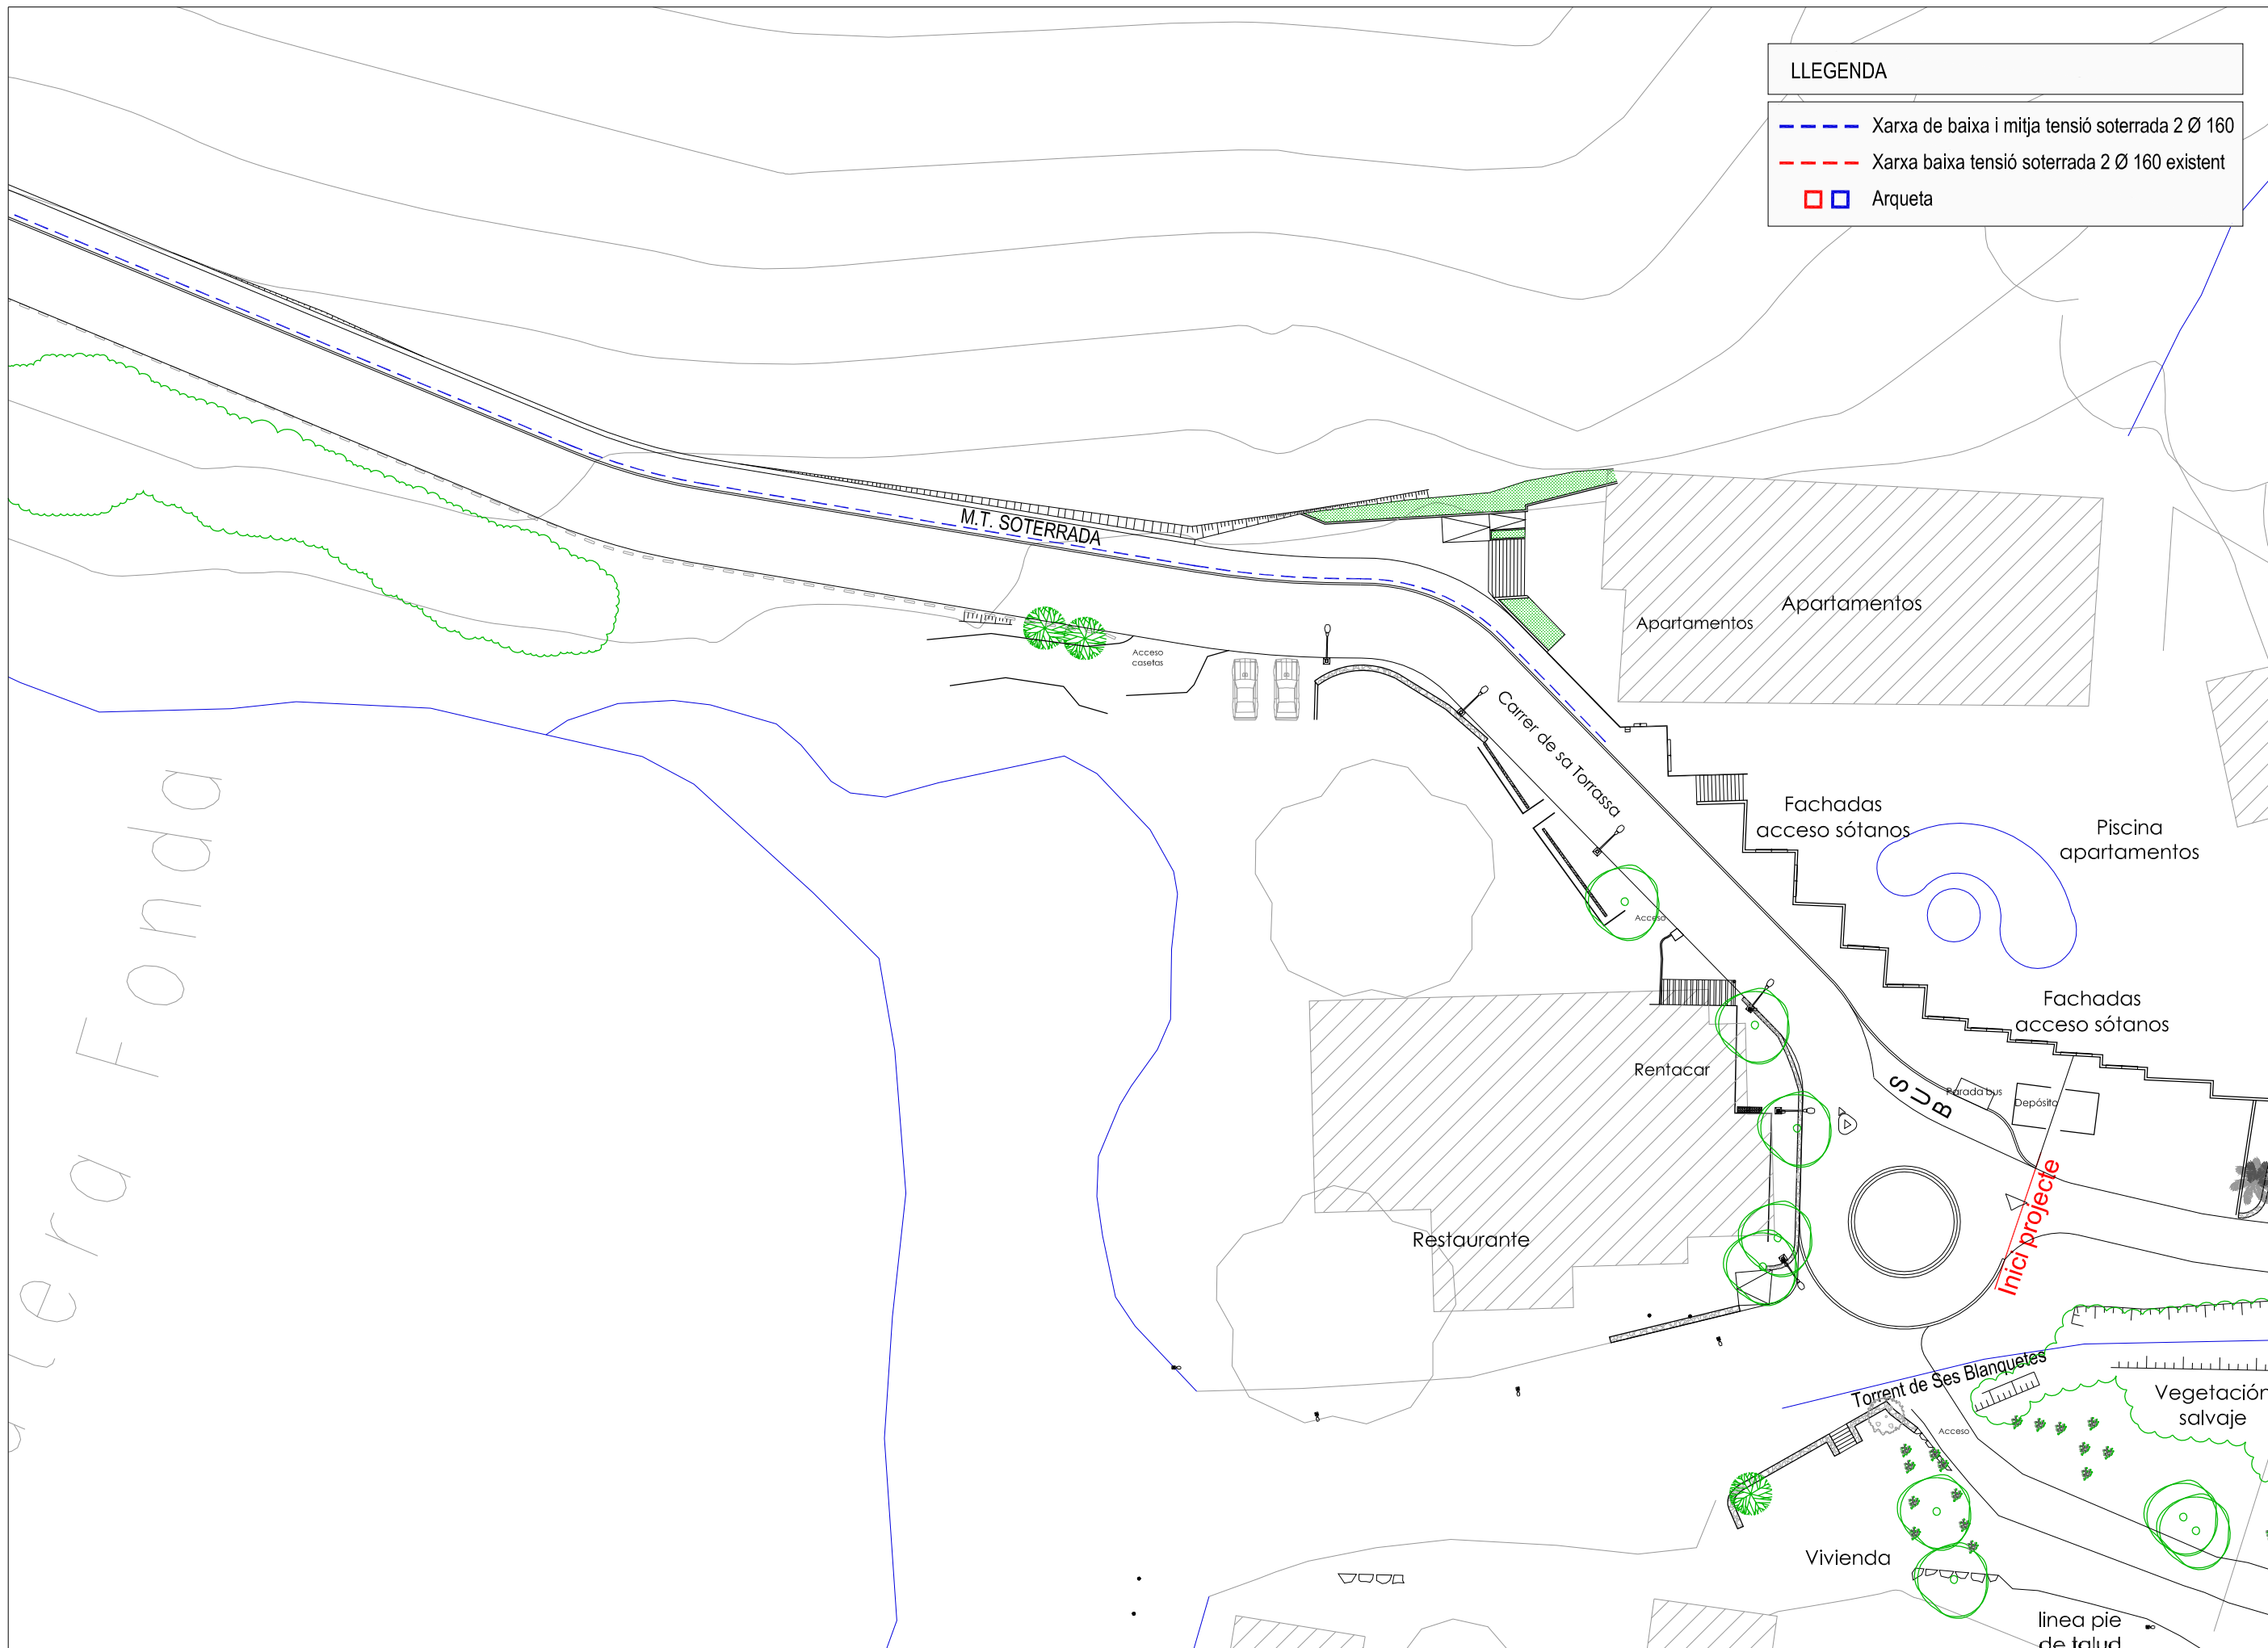 LLEGENDA
Xarxa de baixa i mitja tensió soterrada 2 Ø 160
Xarxa baixa tensió soterrada 2 Ø 160 existent
Arqueta
M.T. SOTERRADA
Apartamentos
Apartamentos
Acceso
casetas
Carrer de sa Torrassa
Fachadas
acceso sótanos
Piscina
apartamentos
Acceso
Fachadas
acceso sótanos
Rentacar
BUS
Parada bus
Depósito
Inici projecte
Restaurante
Torrent de Ses Blanquetes
Vegetación
salvaje
Acceso
Vivienda
linea pie
de talud
era Fonda